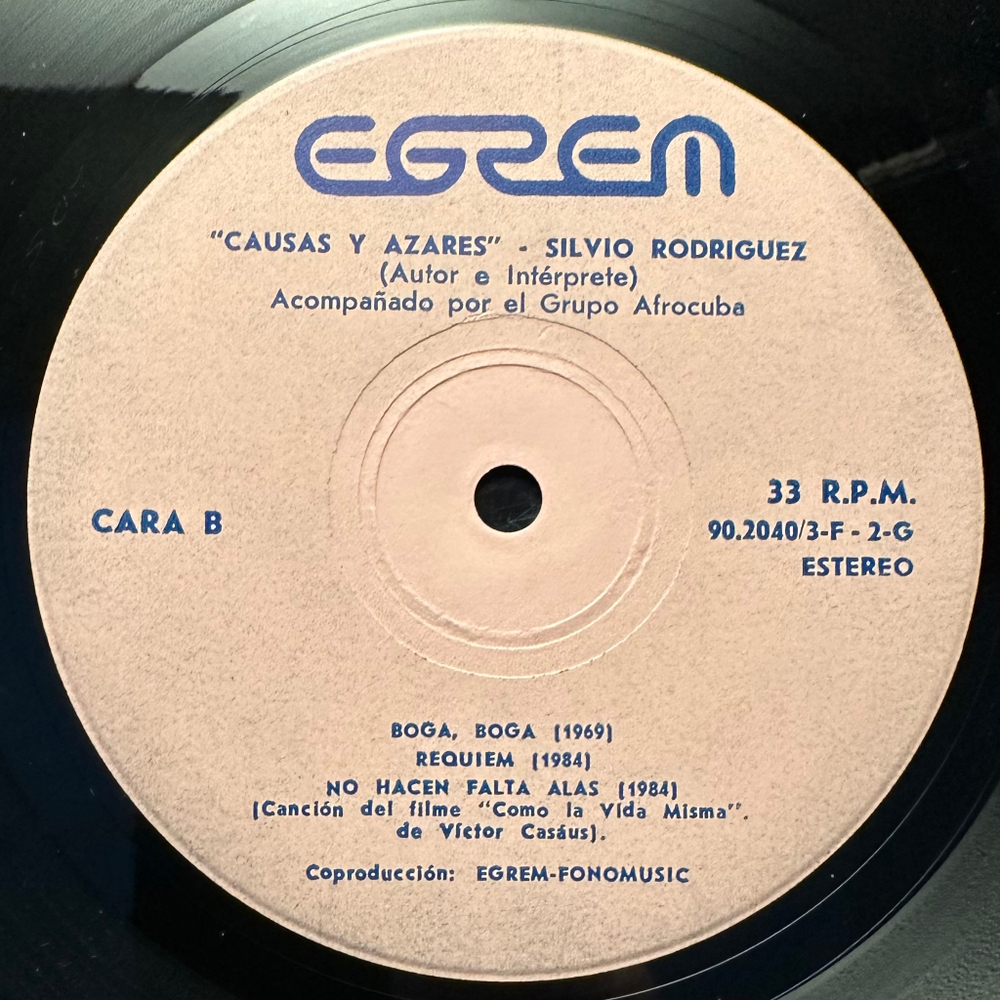 EGREM
"CAUSAS Y AZARES" - SILVIO RODRIGUEZ
(Autor e Intérprete)
Acompañado por el Grupo Afrocuba
CARA B
33 R.P.M.
90.2040/3-F - 2-G
ESTEREO
BOGA, BOGA (1969)
REQUIEM (1984)
NO HACEN FALTA ALAS (1984)
(Canción del filme "Como la Vida Misma".
de Víctor Casáus).
Coproducción: EGREM-FONOMUSIC